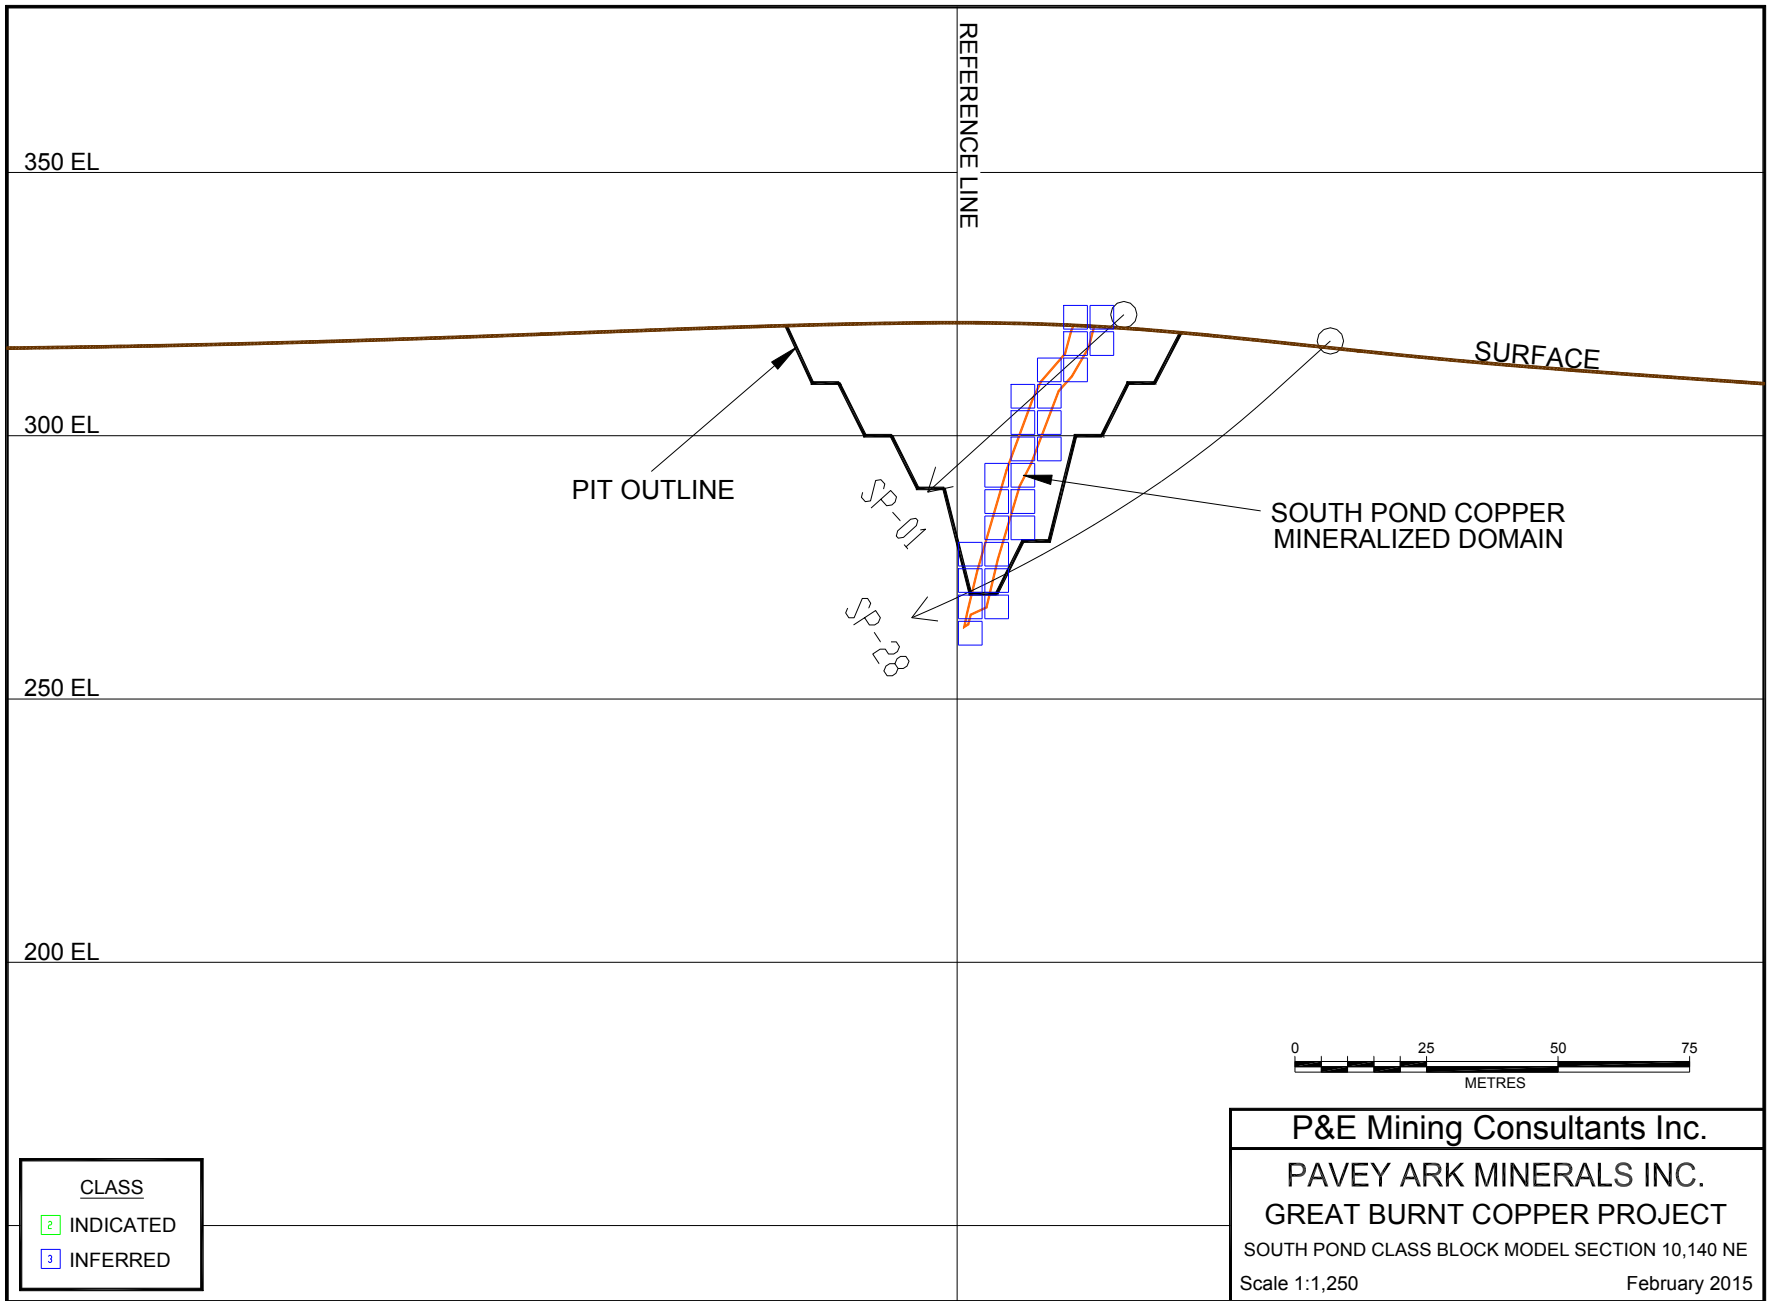 REFERENCE LINE
350 EL
SURFACE
300 EL
PIT OUTLINE
SP-01
SOUTH POND COPPER
MINERALIZED DOMAIN
SP-28
250 EL
200 EL
0 25 50 75
METRES
P&E Mining Consultants Inc.
PAVEY ARK MINERALS INC.
GREAT BURNT COPPER PROJECT
SOUTH POND CLASS BLOCK MODEL SECTION 10,140 NE
Scale 1:1,250 February 2015
CLASS
2 INDICATED
3 INFERRED